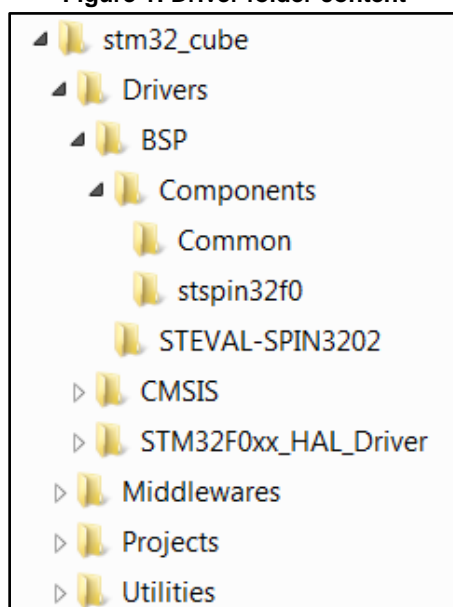 Figure 1. Driver folder content
stm32_cube
Drivers
BSP
Components
Common
stspin32f0
STEVAL-SPIN3202
CMSIS
STM32F0xx_HAL_Driver
Middlewares
Projects
Utilities